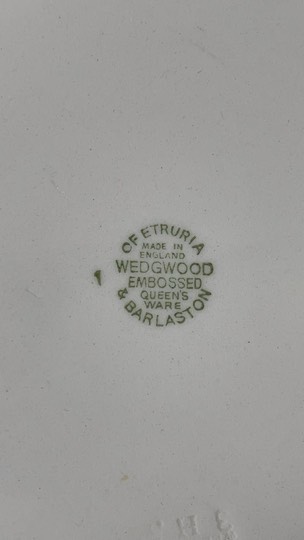 OF ETRURIA
MADE IN
ENGLAND
WEDGWOOD
EMBOSSED
QUEEN'S
WARE
& BARLASTON